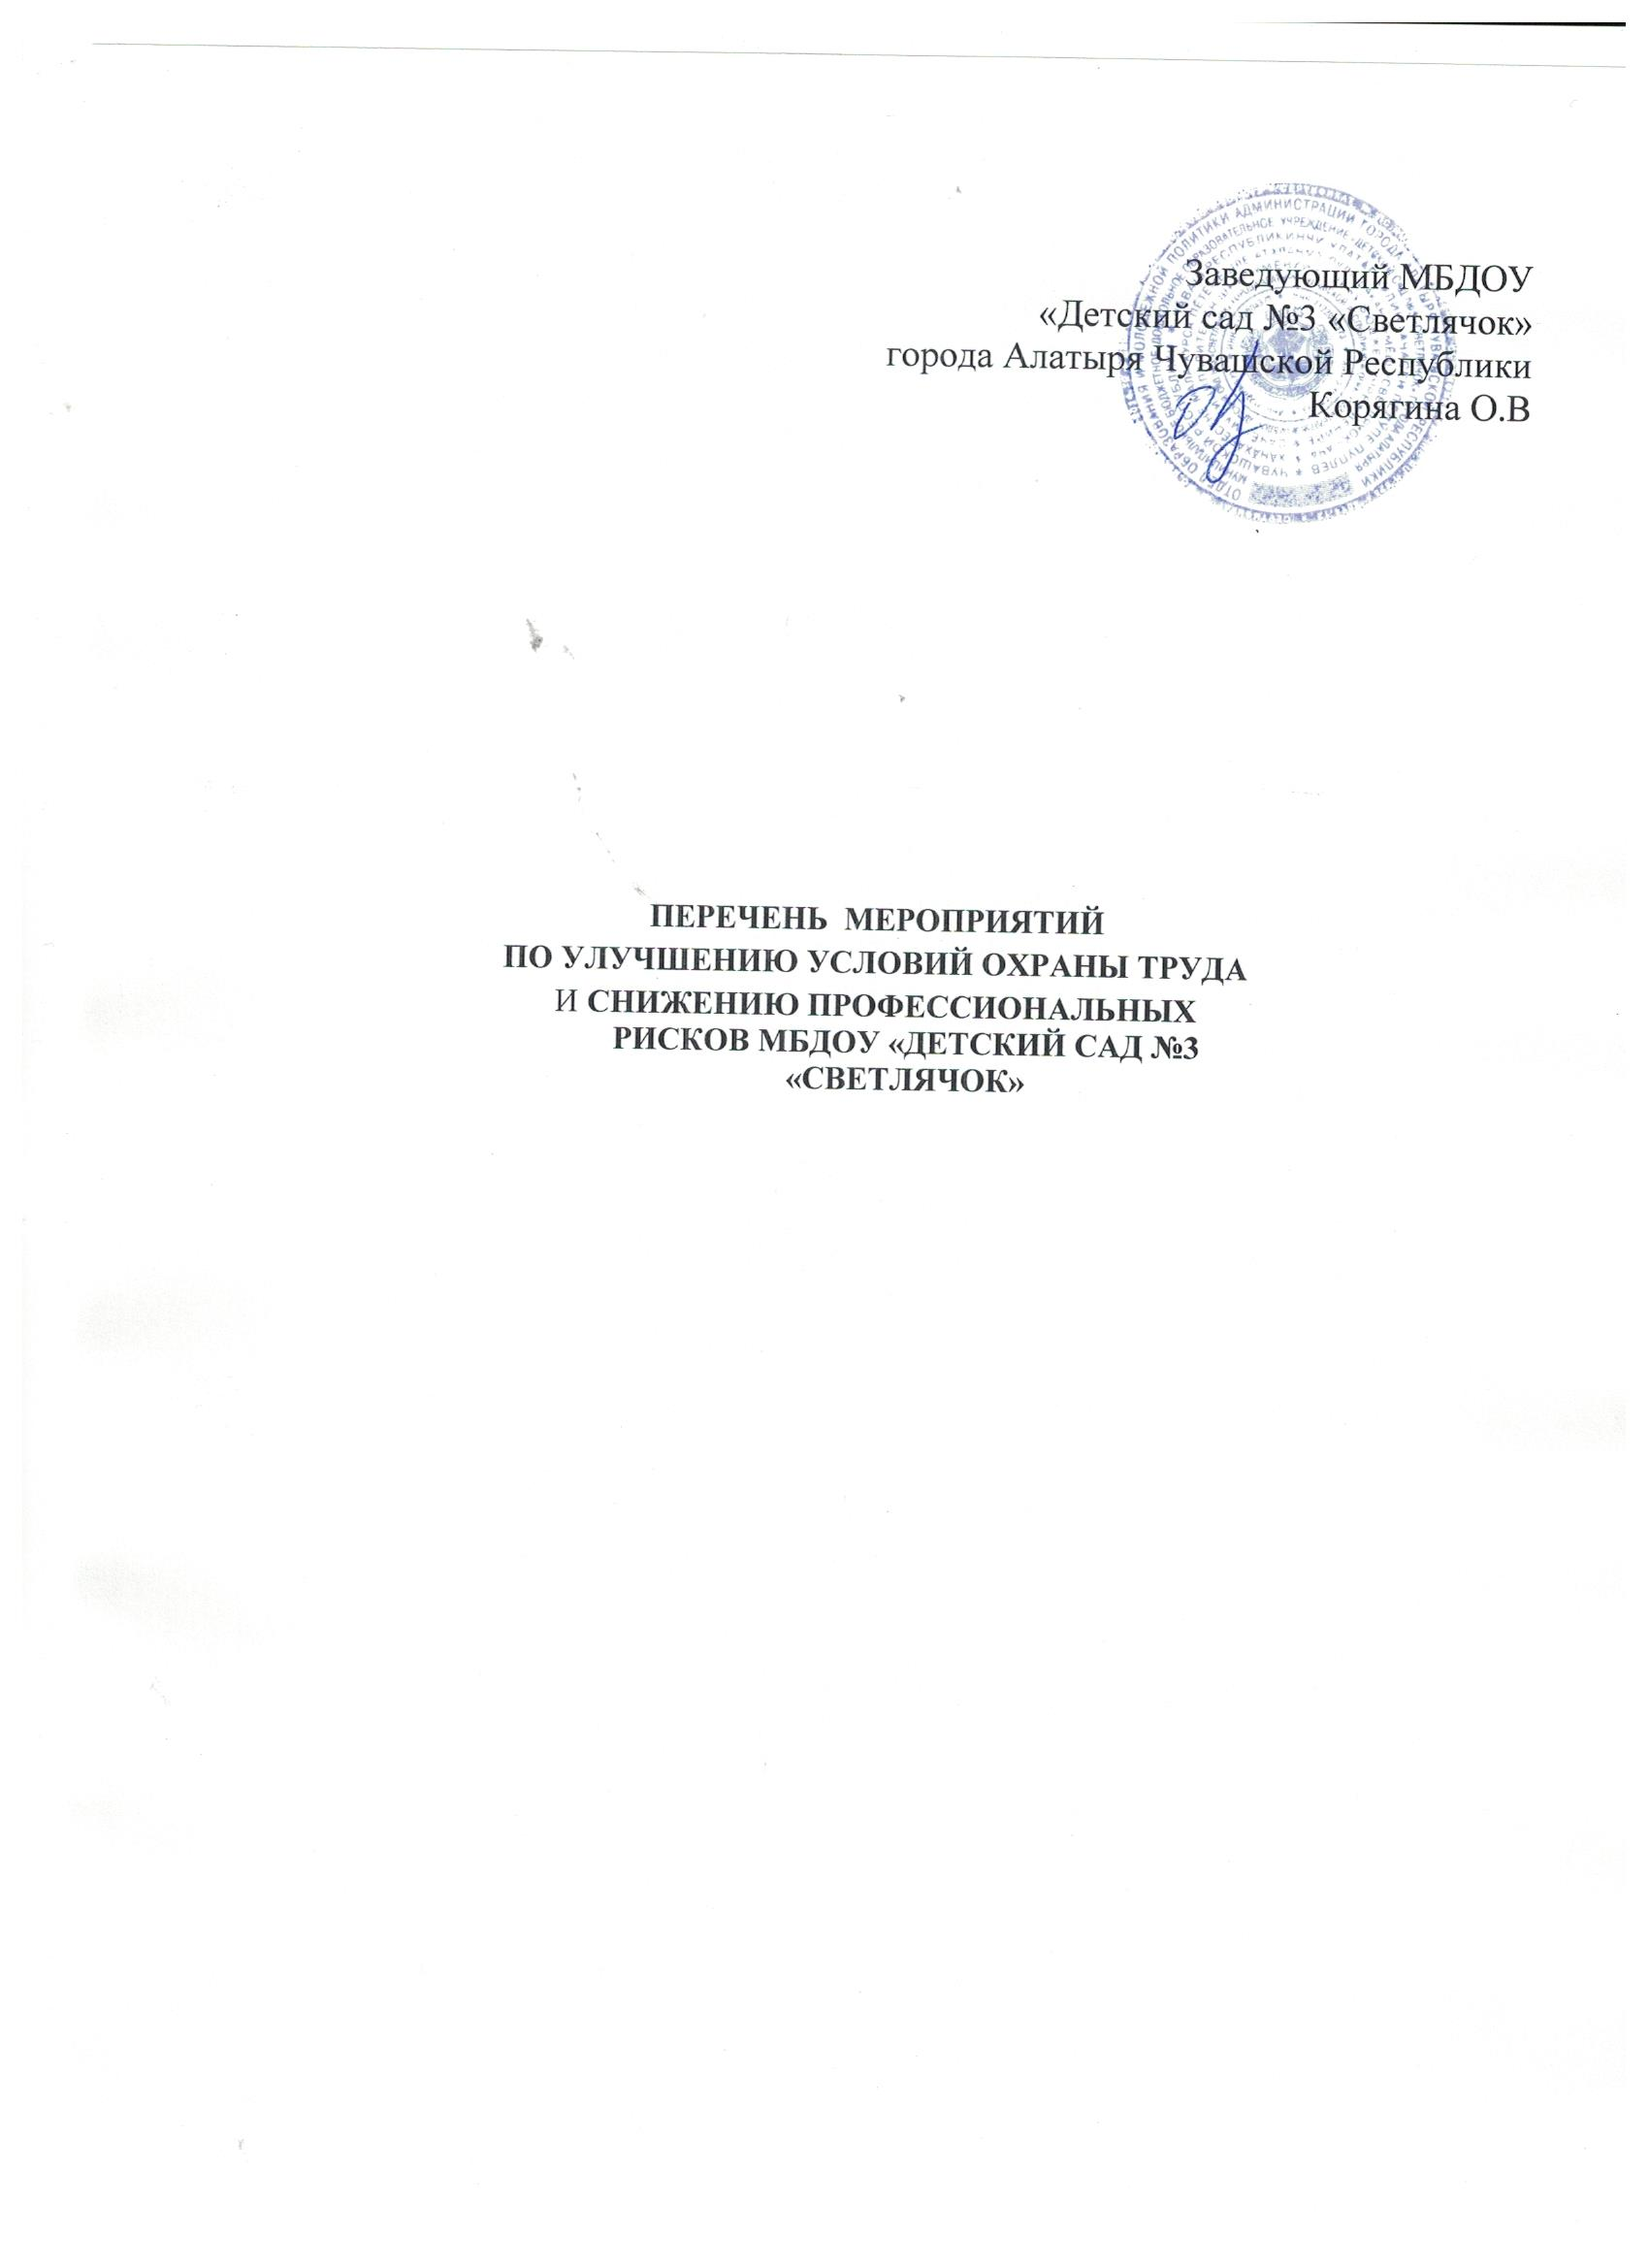 Заведующий МБДОУ
«Детский сад №3 «Светлячок»
города Алатыря Чувашской Республики
Корягина О.В
ПЕРЕЧЕНЬ МЕРОПРИЯТИЙ
ПО УЛУЧШЕНИЮ УСЛОВИЙ ОХРАНЫ ТРУДА
И СНИЖЕНИЮ ПРОФЕССИОНАЛЬНЫХ
РИСКОВ МБДОУ «ДЕТСКИЙ САД №3
«СВЕТЛЯЧОК»